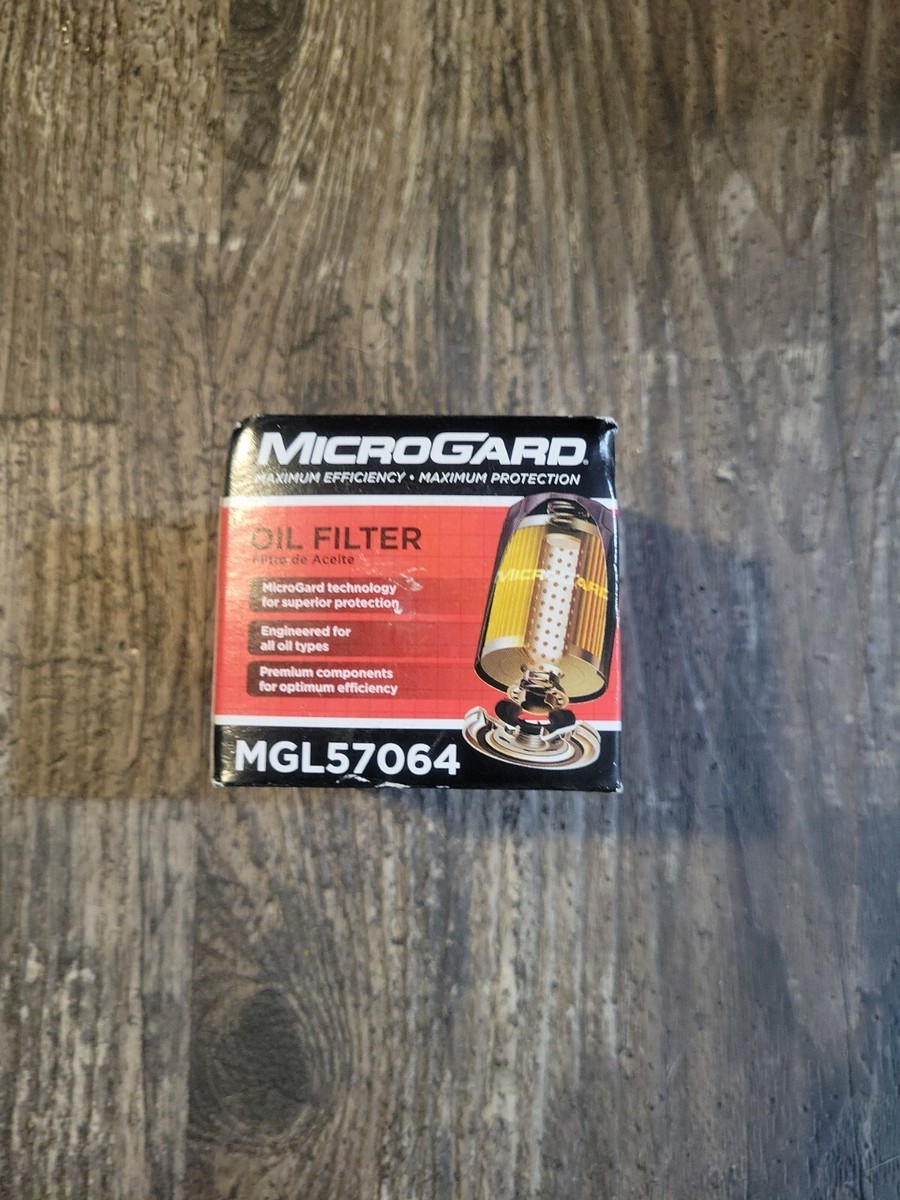 MICROGARD®
MAXIMUM EFFICIENCY • MAXIMUM PROTECTION
OIL FILTER
Filtro de Aceite
MicroGard technology
for superior protection
MICROGARD
Engineered for
all oil types
Premium components
for optimum efficiency
MGL57064